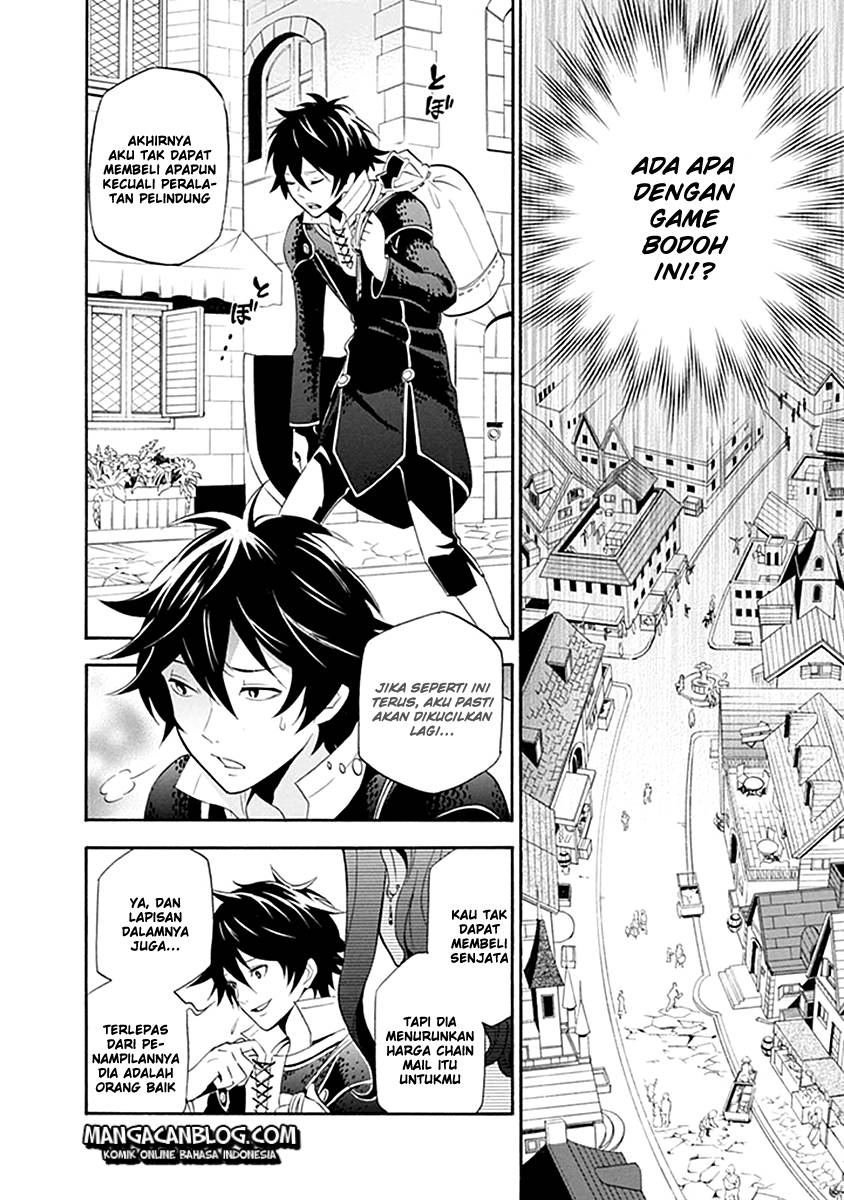 ADA APA
DENGAN
GAME
BODOH
INI!?
AKHIRNYA
AKU TAK DAPAT
MEMBELI APAPUN
KECUALI PERALA-
TAN PELINDUNG
とぼ
とぼ
⋯
JIKA SEPERTI INI
TERUS, AKU PASTI
AKAN DIKUCILKAN
LAGI...
KAU TAK
DAPAT
MEMBELI
SENJATA
TAPI DIA
MENURUNKAN
HARGA CHAIN
MAIL ITU
UNTUKMU
YA, DAN
LAPISAN
DALAMNYA
JUGA...
TERLEPAS
DARI PE-
NAMPILANNYA
DIA ADALAH
ORANG BAIK
MANGACANBLOG.COM
KOMIK ONLINE BAHASA INDONESIA